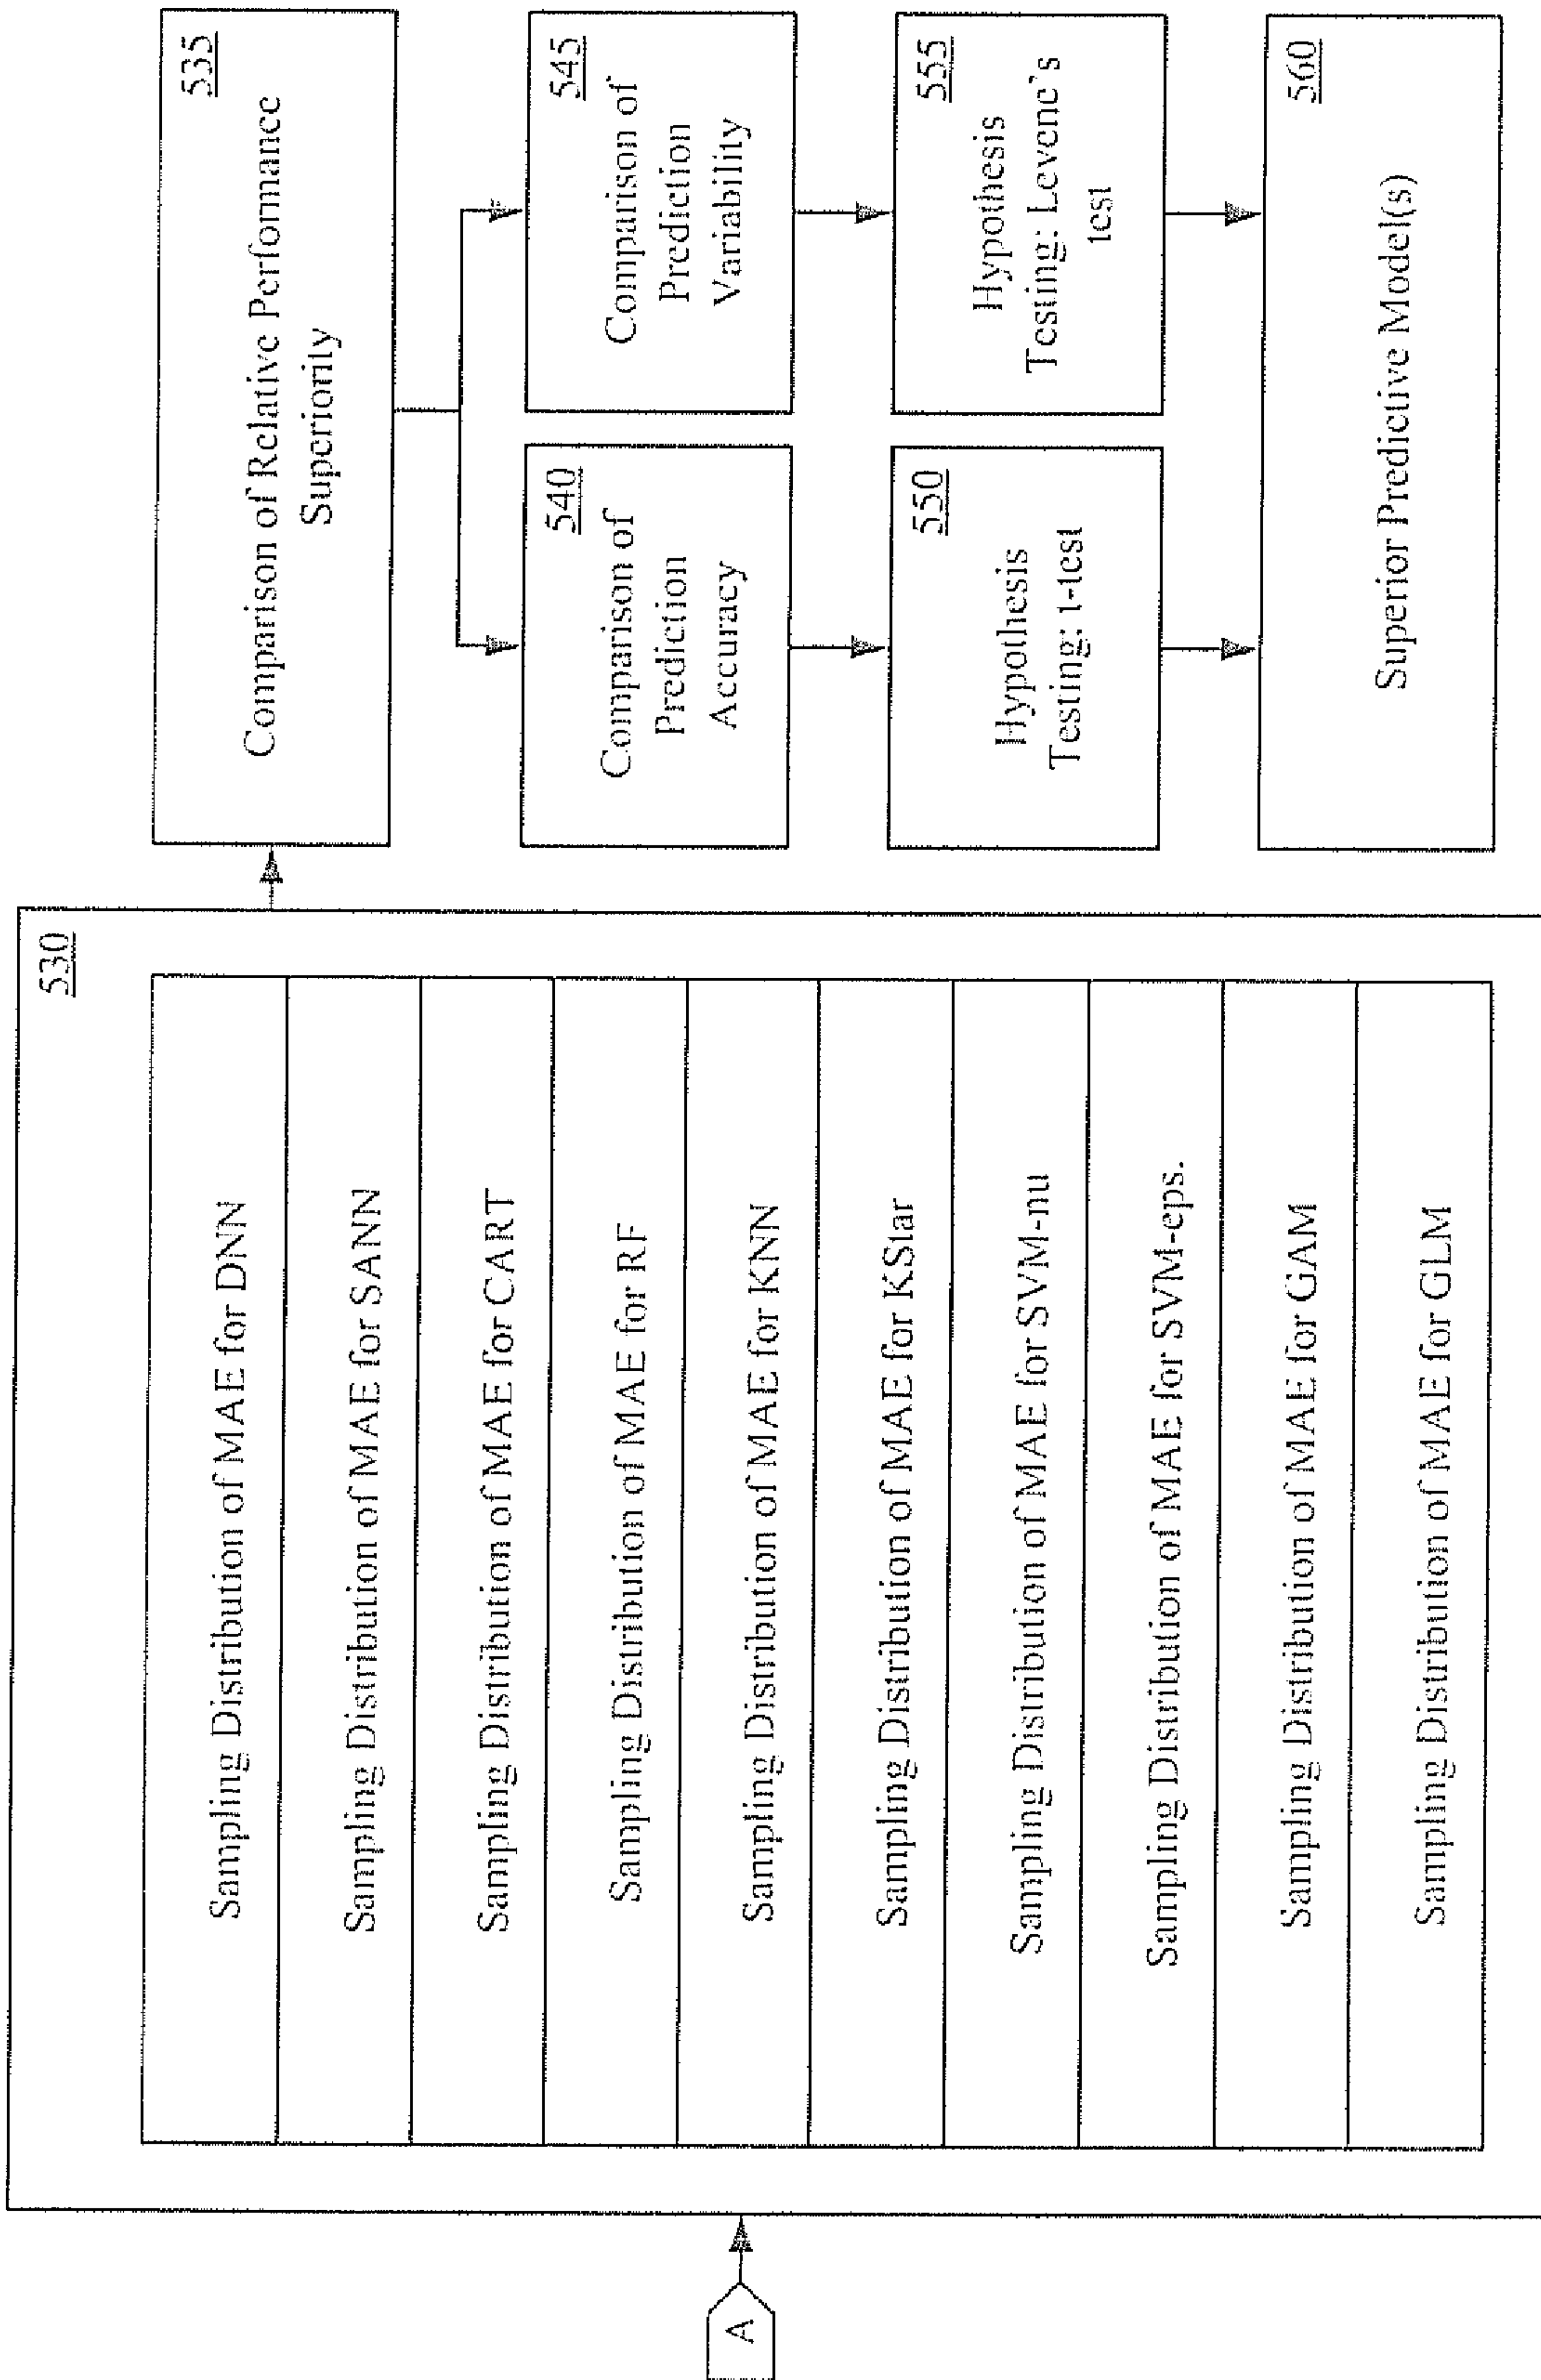 A
530
Sampling Distribution of MAE for DNN
Sampling Distribution of MAE for SANN
Sampling Distribution of MAE for CART
Sampling Distribution of MAE for RF
Sampling Distribution of MAE for KNN
Sampling Distribution of MAE for KStar
Sampling Distribution of MAE for SVM-nu
Sampling Distribution of MAE for SVM-eps.
Sampling Distribution of MAE for GAM
Sampling Distribution of MAE for GLM
535
Comparison of Relative Performance
Superiority
540
Comparison of
Prediction
Accuracy
545
Comparison of
Prediction
Variability
550
Hypothesis
Testing: t-test
555
Hypothesis
Testing: Levene's
test
560
Superior Predictive Model(s)